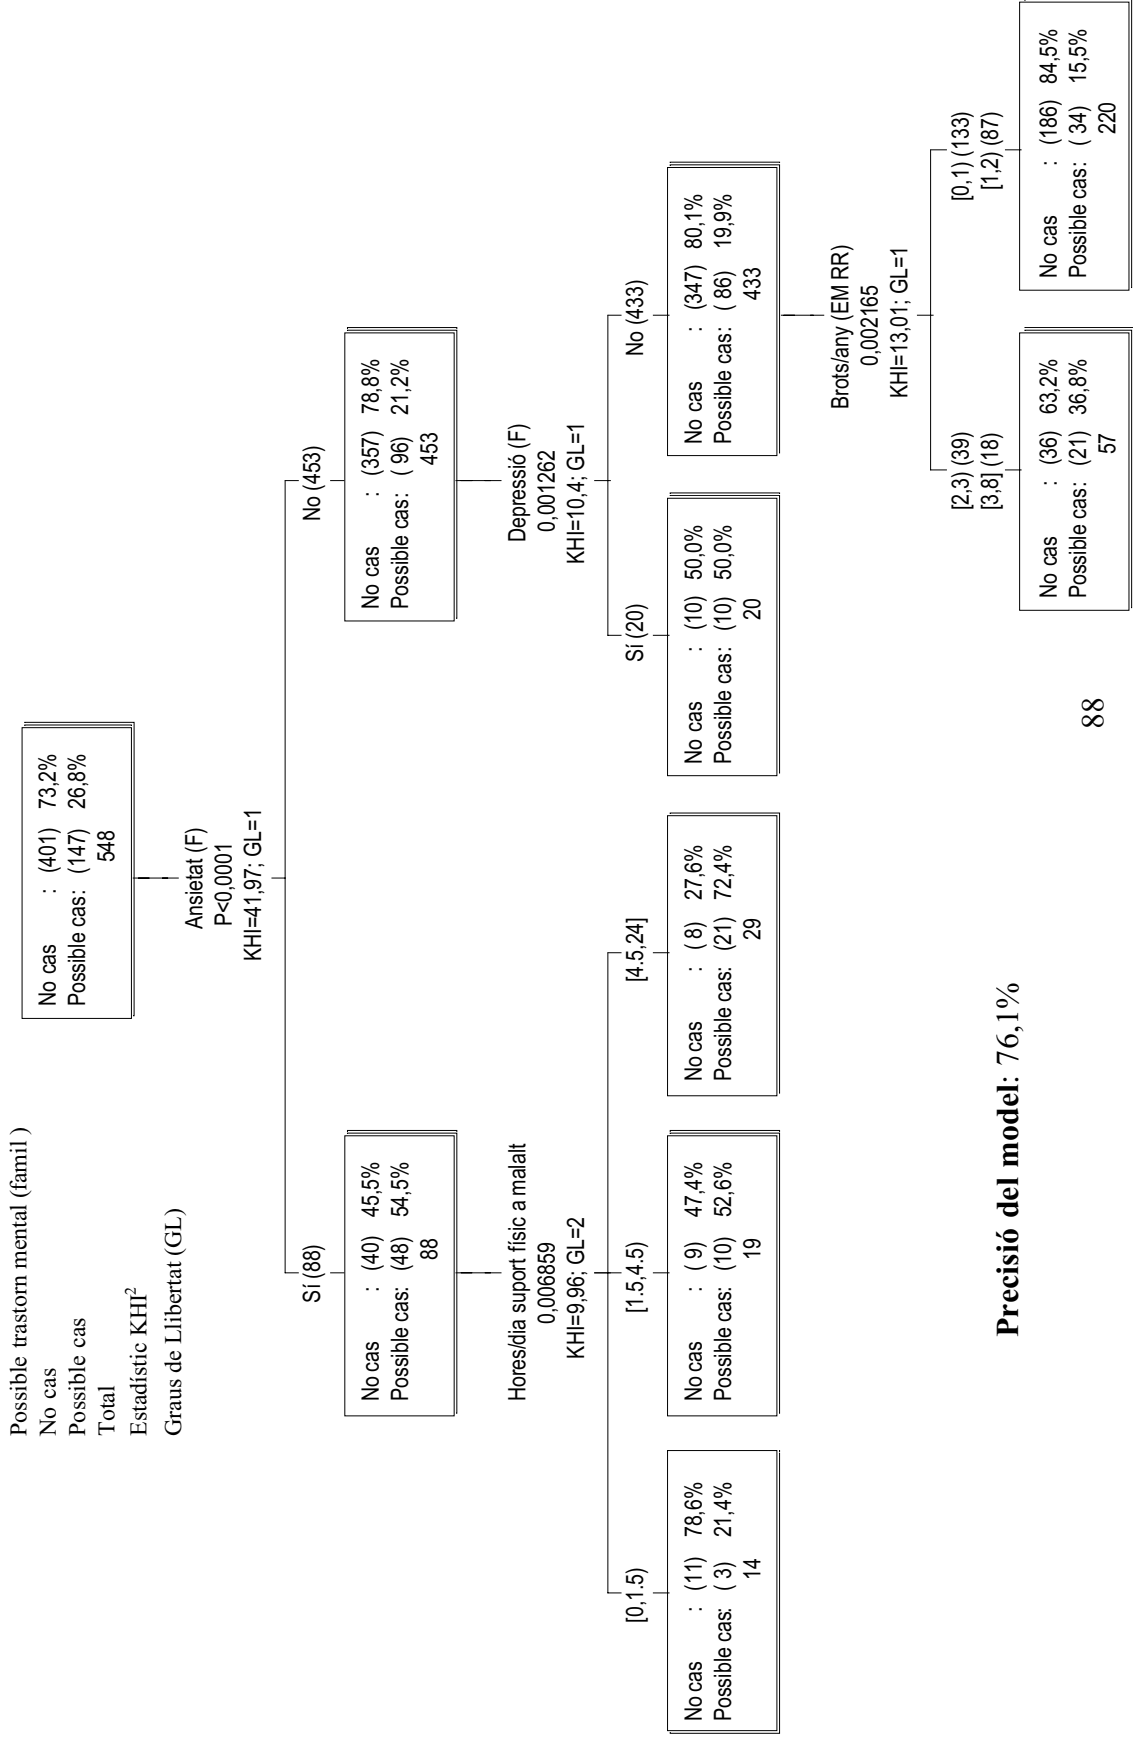 Possible trastorn mental (famil )
No cas
Possible cas
Total
Estadístic KHI²
Graus de Llibertat (GL)
No cas : (401) 73,2%
Possible cas: (147) 26,8%
548
Ansietat (F)
P<0,0001
KHI=41,97; GL=1
Sí (88)
No (453)
No cas : (40) 45,5%
Possible cas: (48) 54,5%
88
No cas : (357) 78,8%
Possible cas: ( 96) 21,2%
453
Hores/dia suport físic a malalt
0,006859
KHI=9,96; GL=2
Depressió (F)
0,001262
KHI=10,4; GL=1
[0,1.5)
[1.5,4.5)
[4.5,24]
Sí (20)
No (433)
No cas : (11) 78,6%
Possible cas: ( 3) 21,4%
14
No cas : ( 9) 47,4%
Possible cas: (10) 52,6%
19
No cas : ( 8) 27,6%
Possible cas: (21) 72,4%
29
No cas : (10) 50,0%
Possible cas: (10) 50,0%
20
No cas : (347) 80,1%
Possible cas: ( 86) 19,9%
433
Brots/any (EM RR)
0,002165
KHI=13,01; GL=1
[2,3) (39)
[3,8] (18)
[0,1) (133)
[1,2) (87)
No cas : (36) 63,2%
Possible cas: (21) 36,8%
57
No cas : (186) 84,5%
Possible cas: ( 34) 15,5%
220
Precisió del model: 76,1%
88